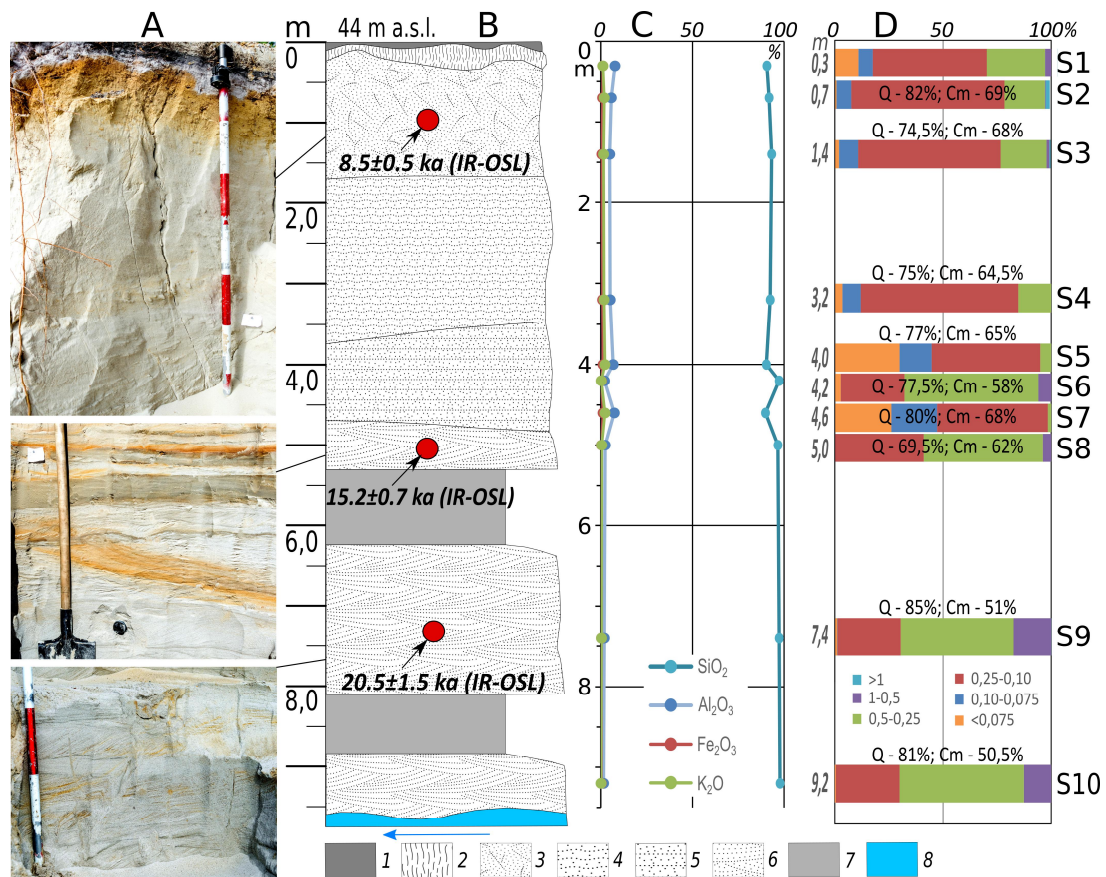 A
m
B
C
D
44 m a.s.l.
0
2,0
4,0
6,0
8,0
8.5±0.5 ka (IR-OSL)
15.2±0.7 ka (IR-OSL)
20.5±1.5 ka (IR-OSL)
0 50 100
m %
2
4
6
8
SiO₂
Al₂O₃
Fe₂O₃
K₂O
0 50 100%
m
0,3 S1
0,7 Q - 82%; Cm - 69% S2
Q - 74,5%; Cm - 68%
1,4 S3
Q - 75%; Cm - 64,5%
3,2 S4
Q - 77%; Cm - 65%
4,0 S5
4,2 Q - 77,5%; Cm - 58% S6
4,6 Q - 80%; Cm - 68% S7
5,0 Q - 69,5%; Cm - 62% S8
Q - 85%; Cm - 51%
7,4 S9
>1 0,25-0,10
1-0,5 0,10-0,075
0,5-0,25 <0,075
Q - 81%; Cm - 50,5%
9,2 S10
1 2 3 4 5 6 7 8